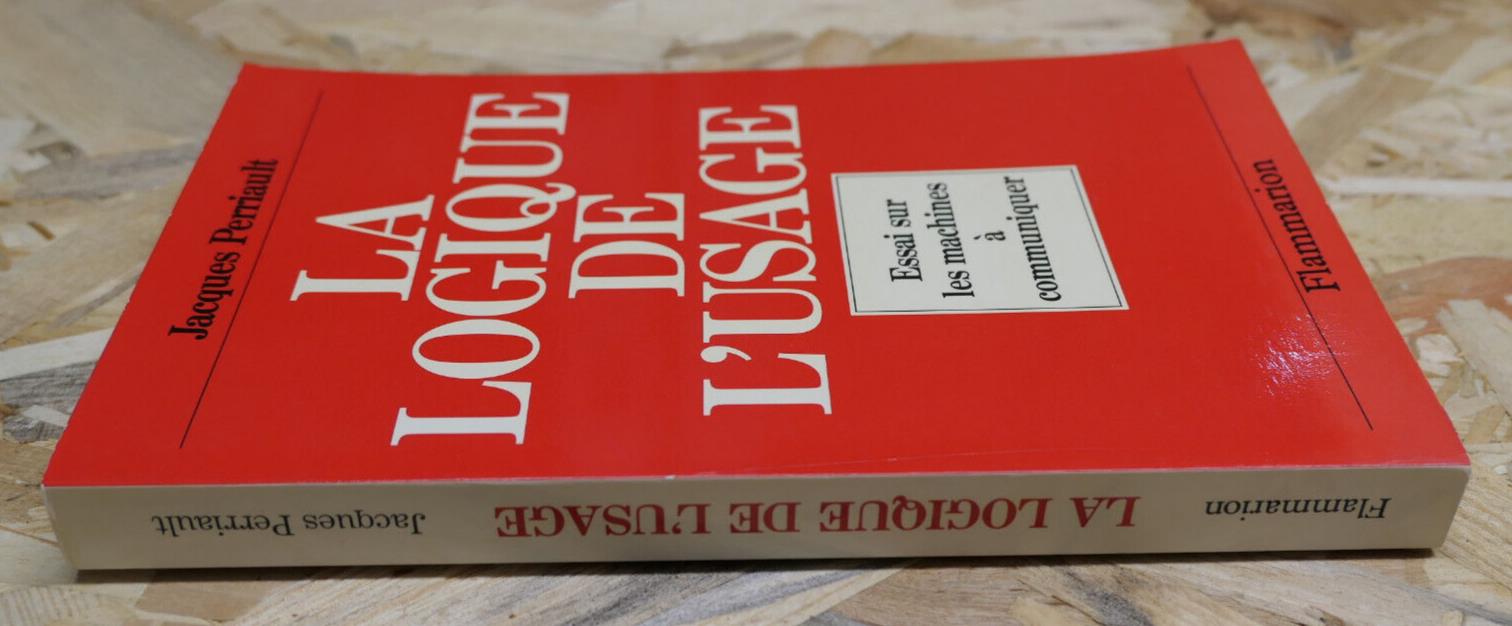 Jacques Perriault
LA
LOGIQUE
DE
L'USAGE
Essai sur
les machines
à
communiquer
Flammarion
Flammarion LA LOGIQUE DE L'USAGE Jacques Perriault